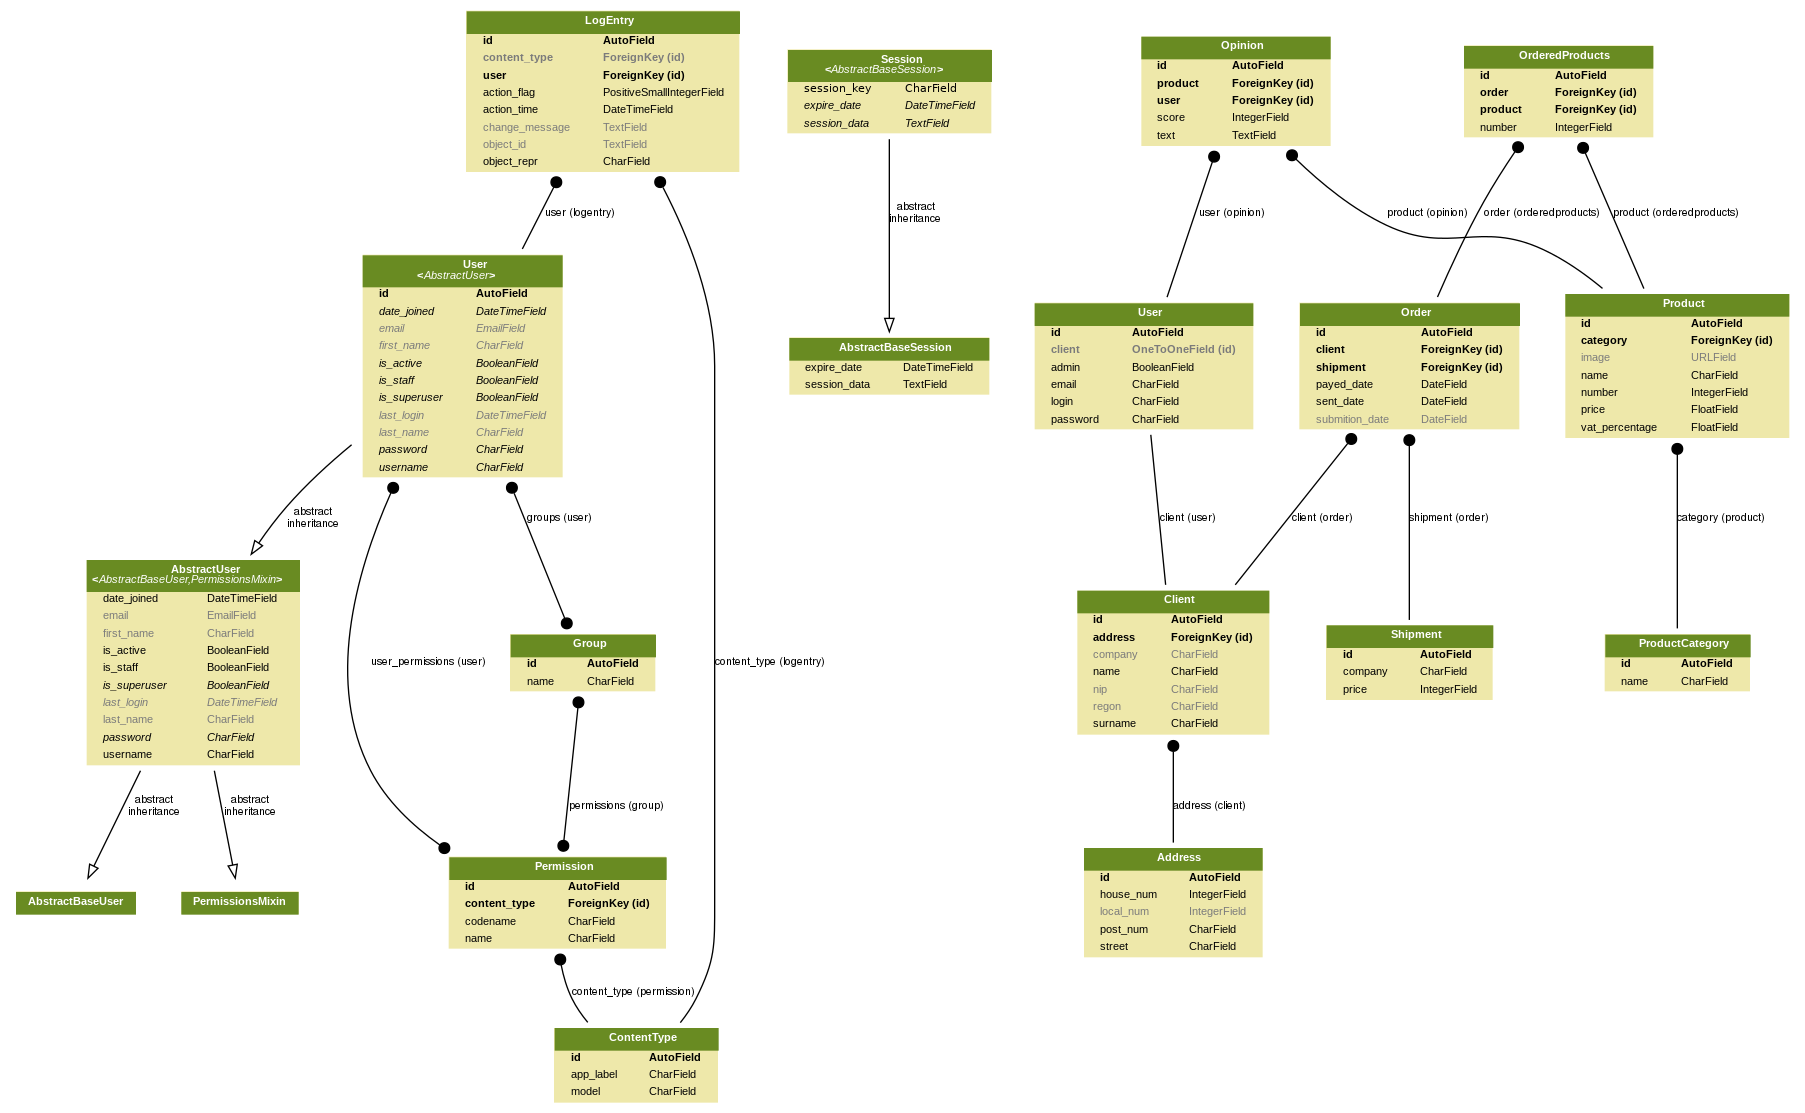 LogEntry
id AutoField
content_type ForeignKey (id)
user ForeignKey (id)
action_flag PositiveSmallIntegerField
action_time DateTimeField
change_message TextField
object_id TextField
object_repr CharField
user (logentry)
Session
<AbstractBaseSession>
session_key CharField
expire_date DateTimeField
session_data TextField
abstract
inheritance
AbstractBaseSession
expire_date DateTimeField
session_data TextField
User
<AbstractUser>
id AutoField
date_joined DateTimeField
email EmailField
first_name CharField
is_active BooleanField
is_staff BooleanField
is_superuser BooleanField
last_login DateTimeField
last_name CharField
password CharField
username CharField
abstract
inheritance
groups (user)
AbstractUser
<AbstractBaseUser,PermissionsMixin>
date_joined DateTimeField
email EmailField
first_name CharField
is_active BooleanField
is_staff BooleanField
is_superuser BooleanField
last_login DateTimeField
last_name CharField
password CharField
username CharField
user_permissions (user)
Group
id AutoField
name CharField
content_type (logentry)
abstract
inheritance
abstract
inheritance
permissions (group)
AbstractBaseUser
PermissionsMixin
Permission
id AutoField
content_type ForeignKey (id)
codename CharField
name CharField
content_type (permission)
ContentType
id AutoField
app_label CharField
model CharField
Opinion
id AutoField
product ForeignKey (id)
user ForeignKey (id)
score IntegerField
text TextField
OrderedProducts
id AutoField
order ForeignKey (id)
product ForeignKey (id)
number IntegerField
user (opinion)
product (opinion)
order (orderedproducts)
product (orderedproducts)
User
id AutoField
client OneToOneField (id)
admin BooleanField
email CharField
login CharField
password CharField
Order
id AutoField
client ForeignKey (id)
shipment ForeignKey (id)
payed_date DateField
sent_date DateField
submition_date DateField
Product
id AutoField
category ForeignKey (id)
image URLField
name CharField
number IntegerField
price FloatField
vat_percentage FloatField
client (user)
client (order)
shipment (order)
category (product)
Client
id AutoField
address ForeignKey (id)
company CharField
name CharField
nip CharField
regon CharField
surname CharField
Shipment
id AutoField
company CharField
price IntegerField
ProductCategory
id AutoField
name CharField
address (client)
Address
id AutoField
house_num IntegerField
local_num IntegerField
post_num CharField
street CharField